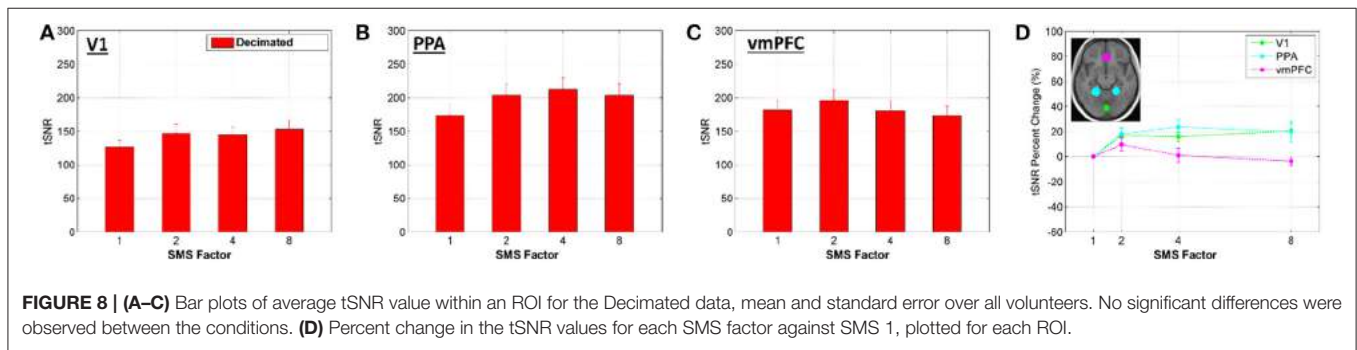 A
V1
Decimated
300
250
200
150
100
50
0
tSNR
1 2 4 8
SMS Factor
B
PPA
300
250
200
150
100
50
0
tSNR
1 2 4 8
SMS Factor
C
vmPFC
300
250
200
150
100
50
0
tSNR
1 2 4 8
SMS Factor
D
V1
PPA
vmPFC
100
80
60
40
20
0
-20
-40
-60
tSNR Percent Change (%)
1 2 4 8
SMS Factor
FIGURE 8 | (A–C) Bar plots of average tSNR value within an ROI for the Decimated data, mean and standard error over all volunteers. No significant differences were
observed between the conditions. (D) Percent change in the tSNR values for each SMS factor against SMS 1, plotted for each ROI.